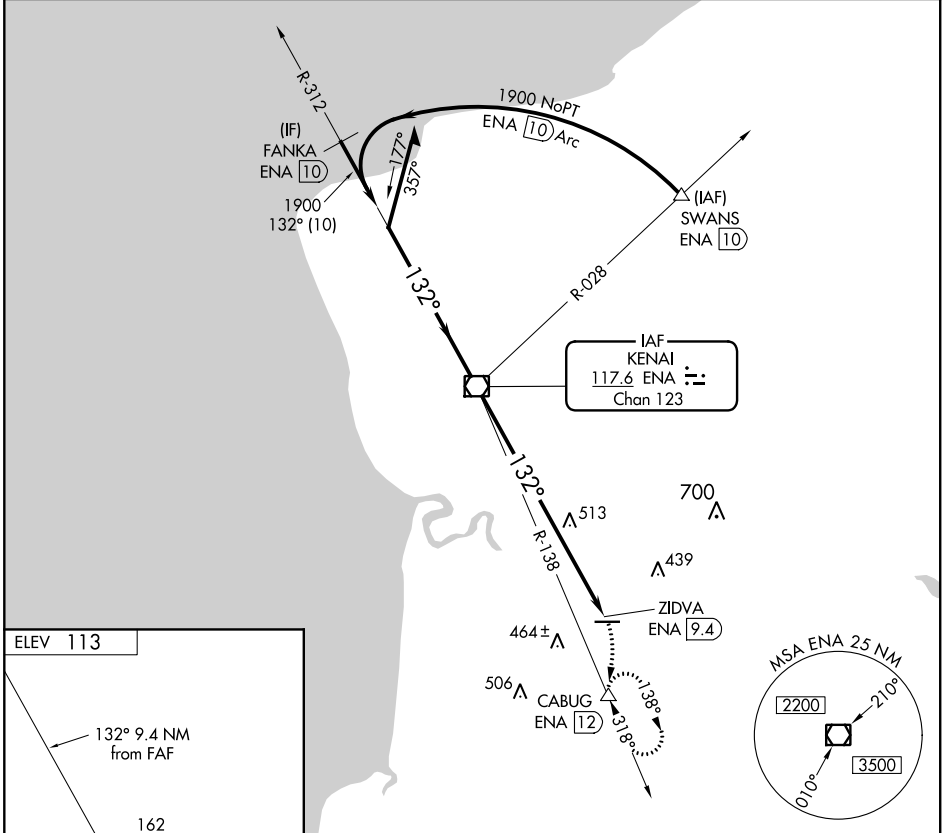 R-312
1900 NoPT
ENA 10 Arc
(IF)
FANKA
ENA 10
177°
357°
1900
132° (10)
(IAF)
SWANS
ENA 10
R-028
132°
IAF
KENAI
117.6 ENA
Chan 123
132°
R-138
513
700
439
ZIDVA
ENA 9.4
464±
506
CABUG
ENA 12
138°
318°
MSA ENA 25 NM
2200
210°
3500
010°
ELEV 113
132° 9.4 NM
from FAF
162